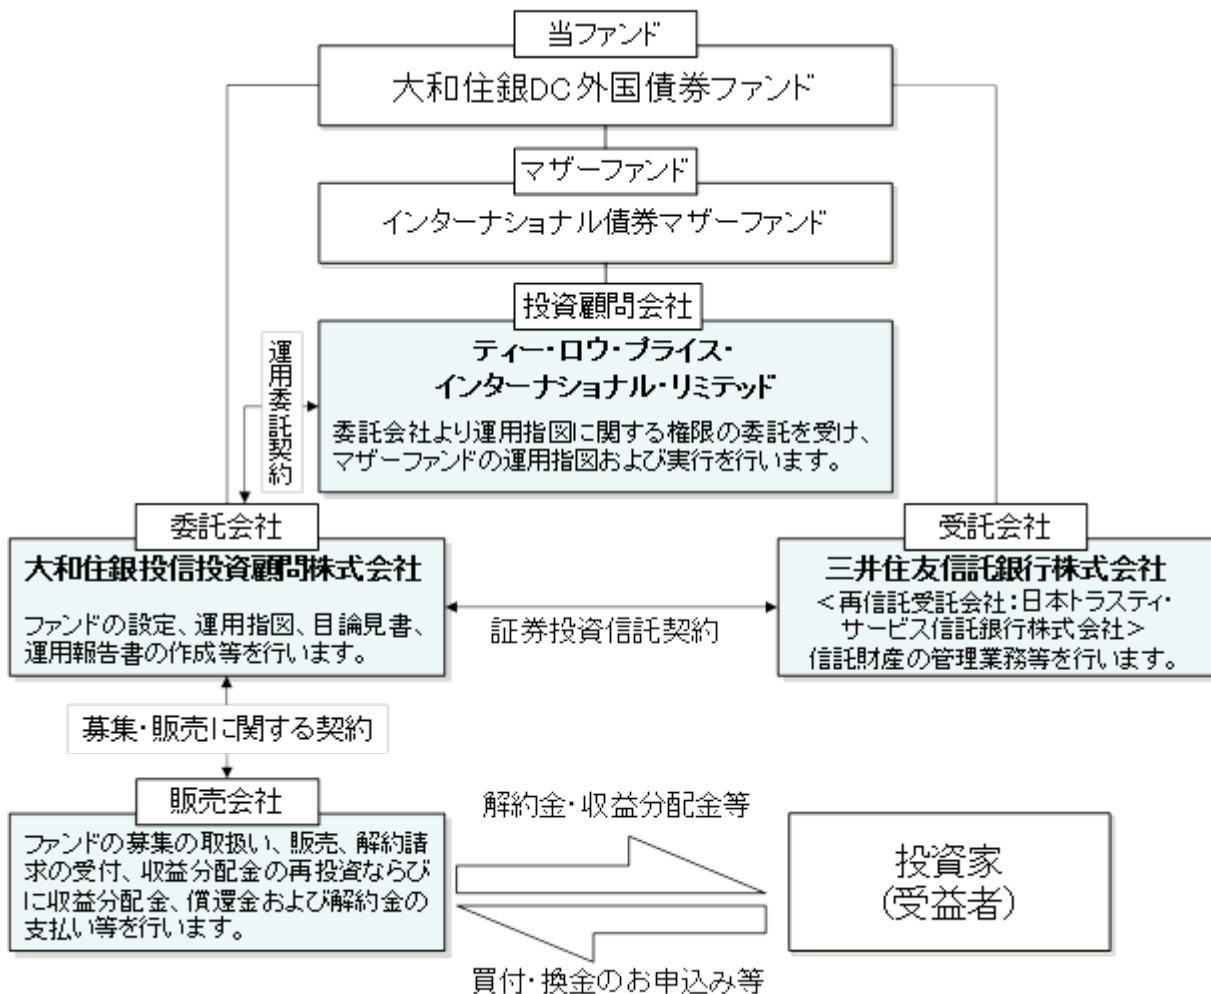 当ファンド
大和住銀DC外国債券ファンド
マザーファンド
インターナショナル債券マザーファンド
投資顧問会社
ティー・ロウ・プライス・
インターナショナル・リミテッド
委託会社より運用指図に関する権限の委託を受け、
マザーファンドの運用指図および実行を行います。
運用委託契約
委託会社
大和住銀投信投資顧問株式会社
ファンドの設定、運用指図、目論見書、
運用報告書の作成等を行います。
証券投資信託契約
受託会社
三井住友信託銀行株式会社
＜再信託受託会社：日本トラスティ・
サービス信託銀行株式会社＞
信託財産の管理業務等を行います。
募集・販売に関する契約
販売会社
ファンドの募集の取扱い、販売、解約請
求の受付、収益分配金の再投資ならび
に収益分配金、償還金および解約金の
支払い等を行います。
解約金・収益分配金等
買付・換金のお申込み等
投資家
(受益者)